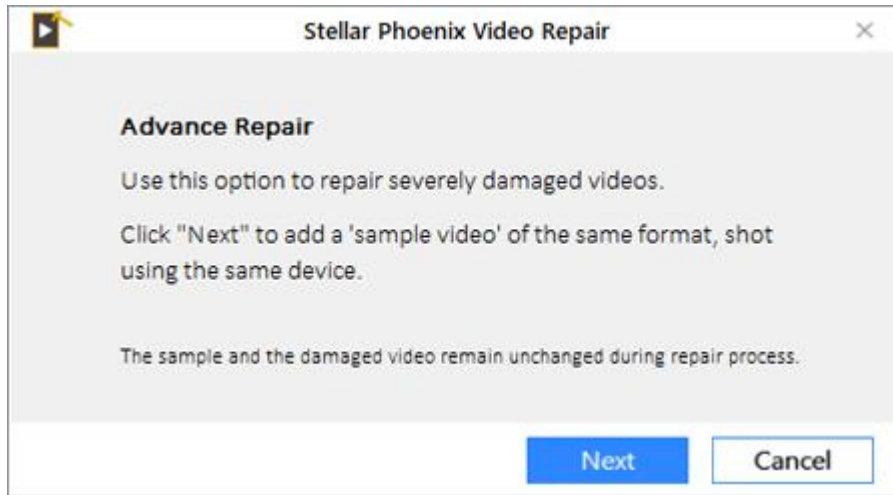 Stellar Phoenix Video Repair
Advance Repair
Use this option to repair severely damaged videos.
Click "Next" to add a 'sample video' of the same format, shot
using the same device.
The sample and the damaged video remain unchanged during repair process.
Next
Cancel